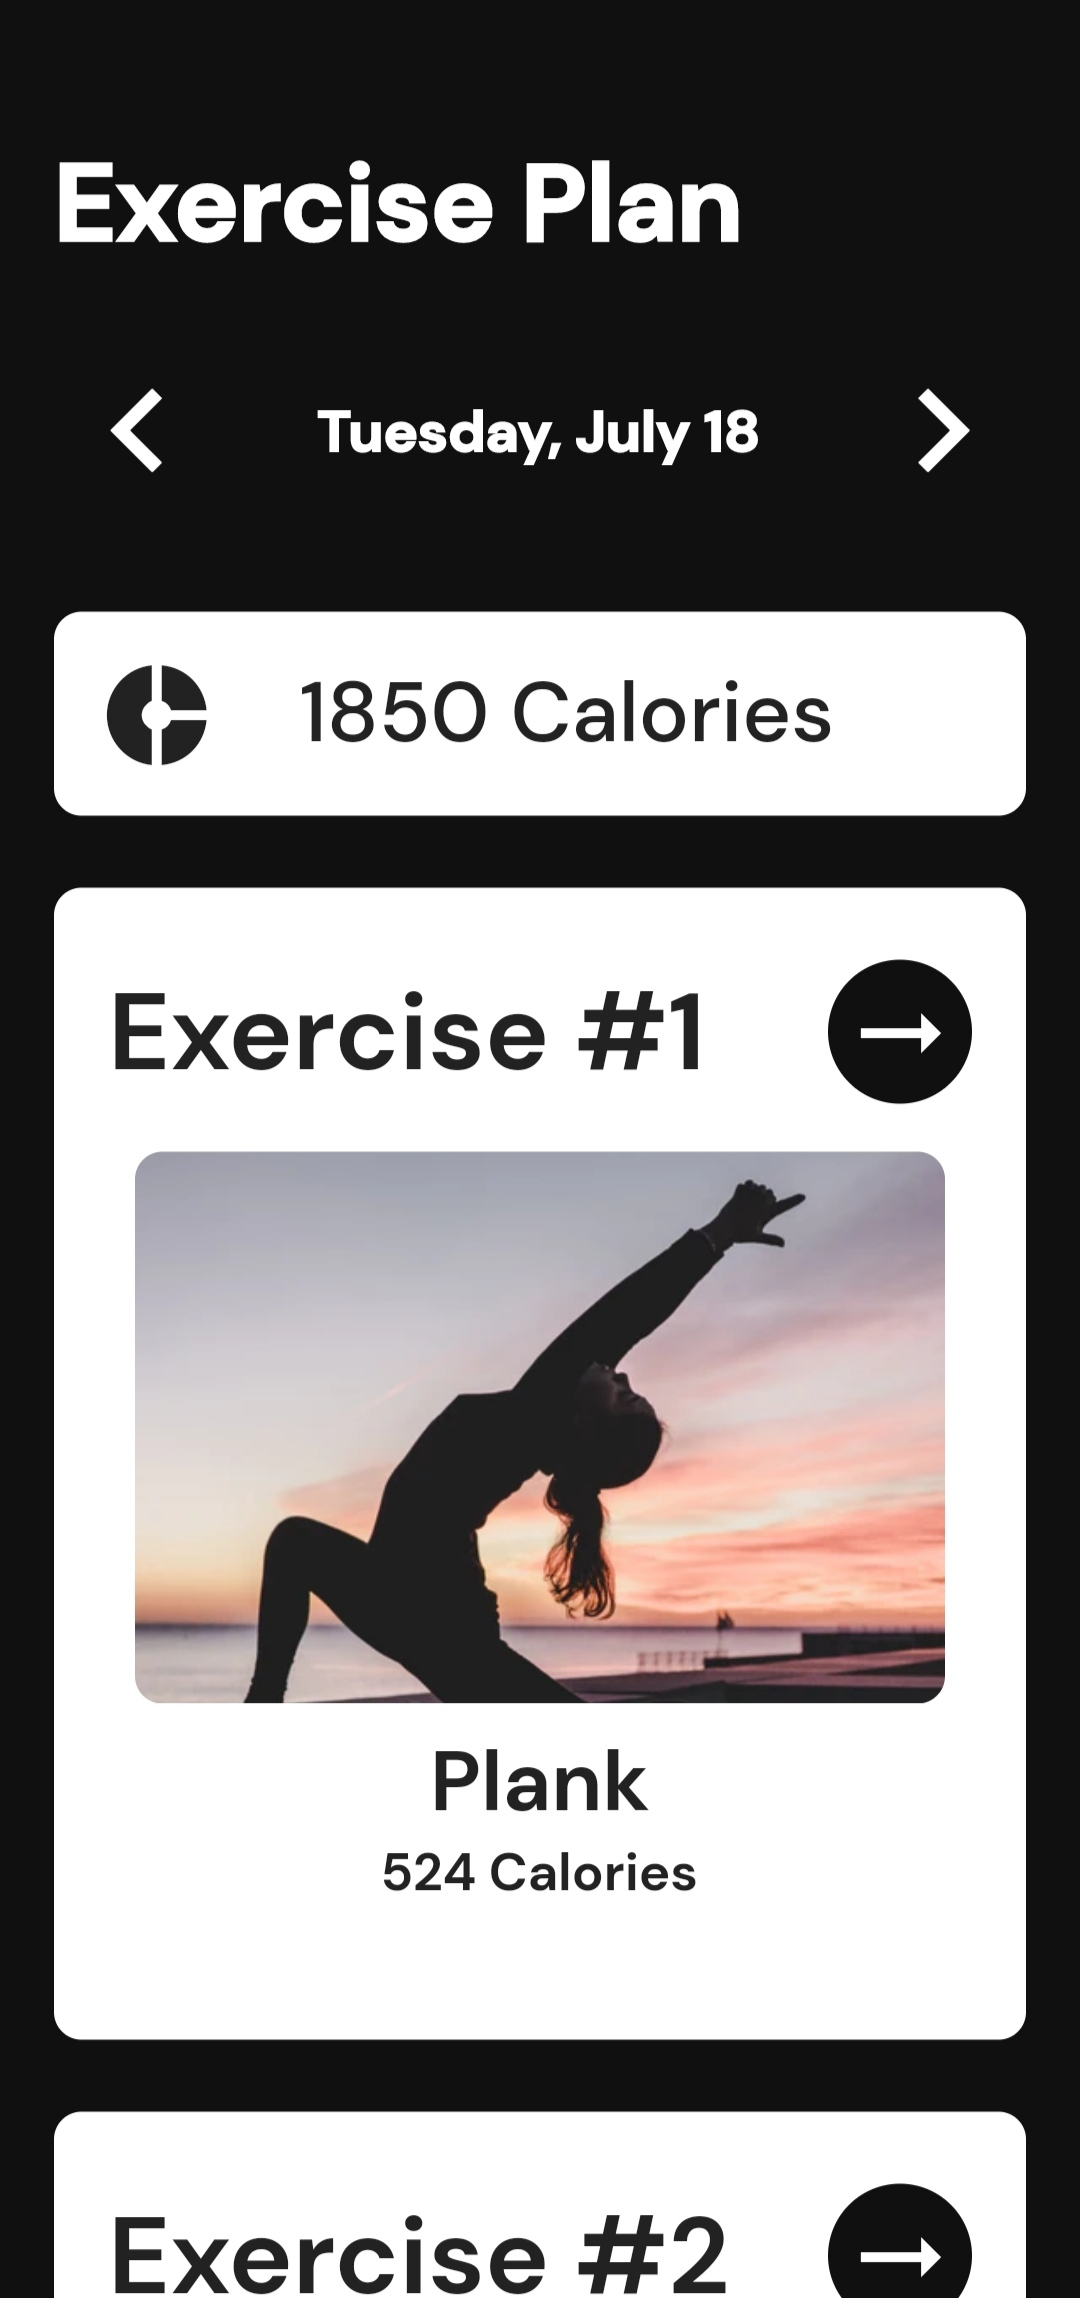 Exercise Plan
Tuesday, July 18
1850 Calories
Exercise #1
Plank
524 Calories
Exercise #2